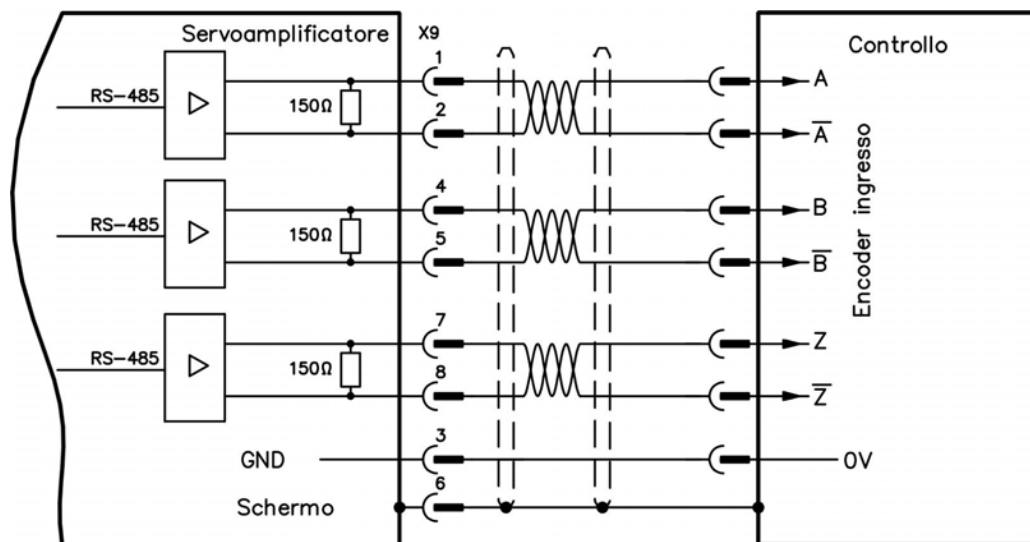 Servoamplificatore
X9
Controllo
1
RS-485
150Ω
A
2
A̅
4
RS-485
150Ω
B
5
B̅
Encoder ingresso
7
RS-485
150Ω
Z
8
Z̅
GND
3
0V
Schermo
6